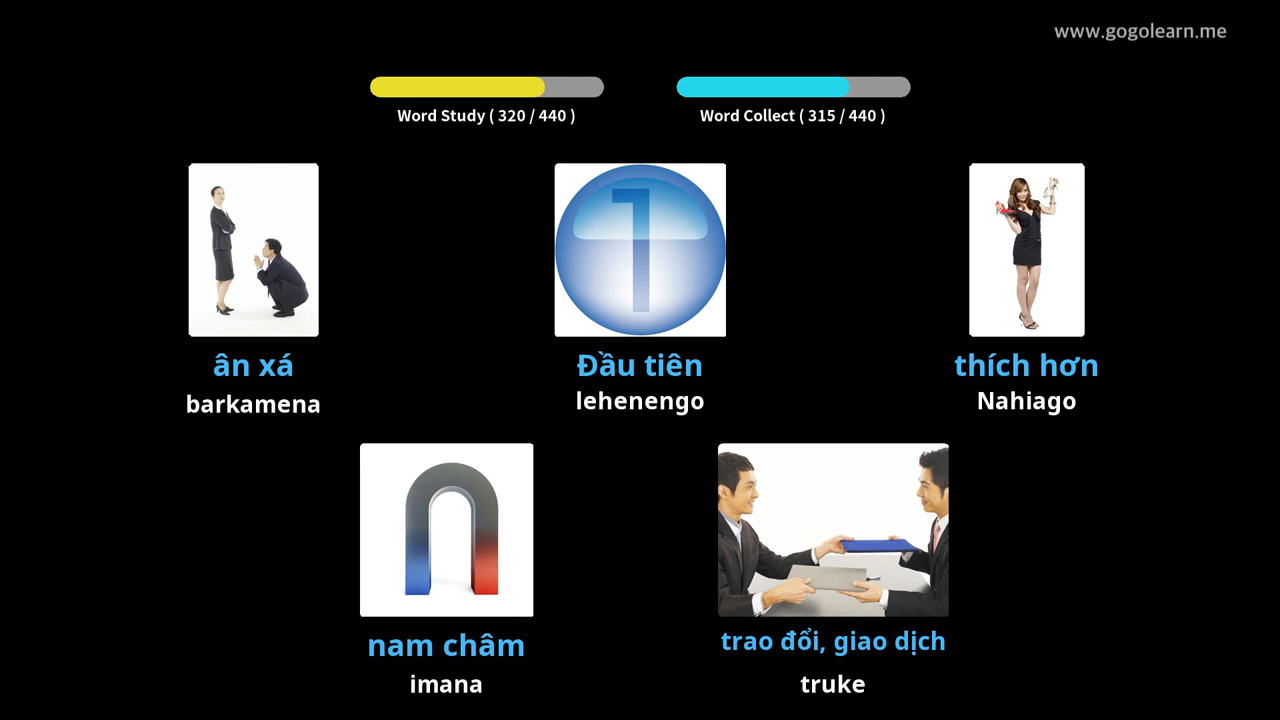 www.gogolearn.me
Word Study ( 320 / 440 )
Word Collect ( 315 / 440 )
1
ân xá
Đầu tiên
thích hơn
barkamena
lehenengo
Nahiago
nam châm
trao đổi, giao dịch
imana
truke